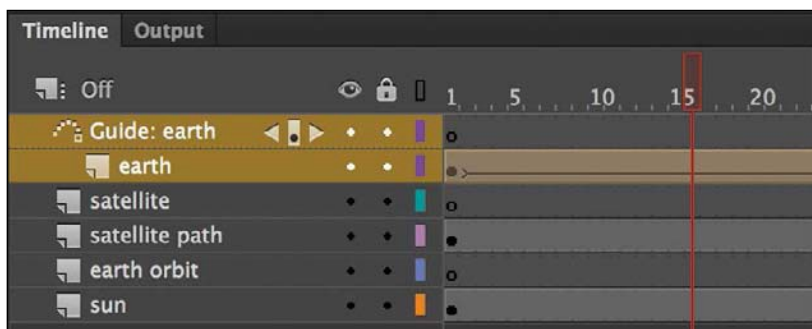 Timeline Output
Off 1 5 10 15 20
Guide: earth
earth
satellite
satellite path
earth orbit
sun